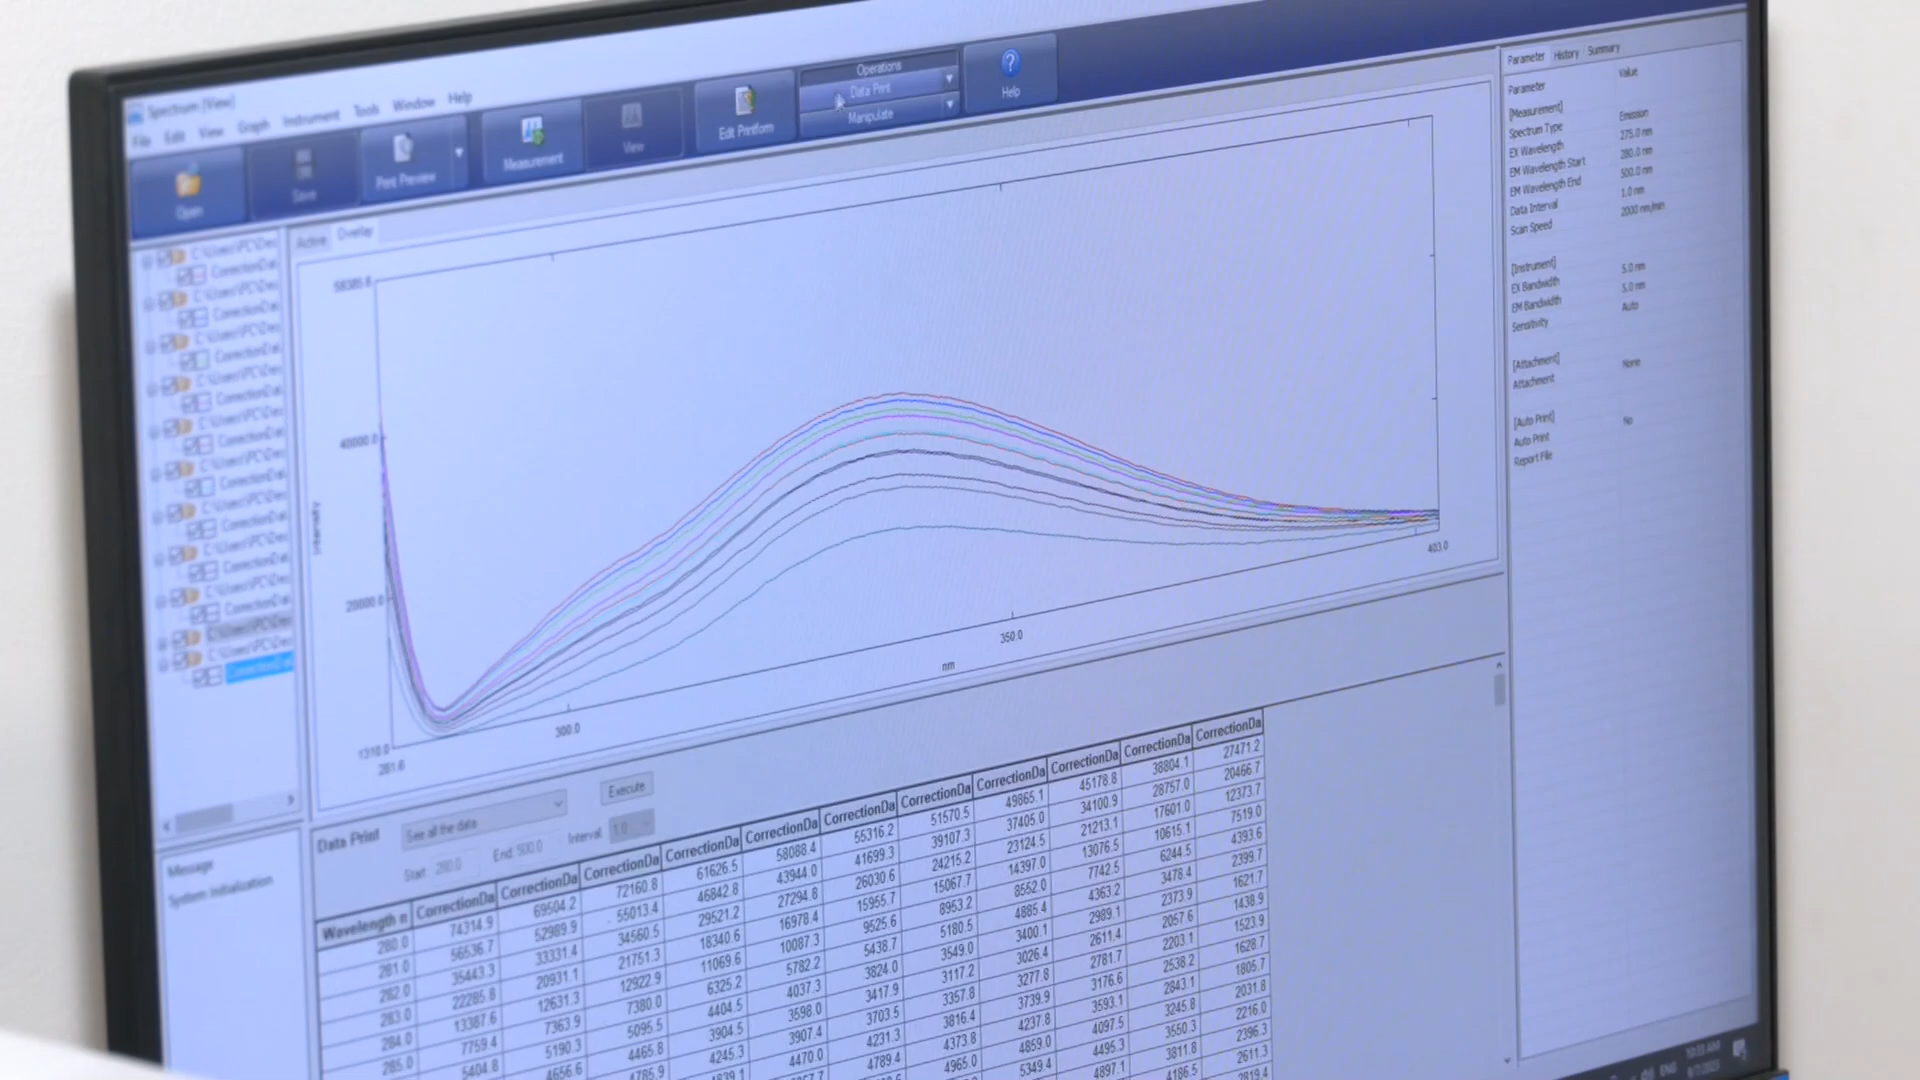 Spectrum [View]
File Edit View Graph Instrument Tools Window Help
Open
Save
Print Preview
Measurement
View
Edit Printform
Operations
Data Print
Manipulate
Help
Active Overlay
40000.0
20000.0
1310.0
281.6
300.0
350.0
403.0
nm
Intensity
Data Print
See all the data
Execute
Start 280.0 End 500.0 Interval 1.0
Message
System Initialization
Parameter History Summary
Parameter Value
[Measurement]
Spectrum Type Emission
EX Wavelength 275.0 nm
EM Wavelength Start 280.0 nm
EM Wavelength End 500.0 nm
Data Interval 1.0 nm
Scan Speed 2000 nm/min
[Instrument]
EX Bandwidth 5.0 nm
EM Bandwidth 5.0 nm
Sensitivity Auto
[Attachment]
Attachment None
[Auto Print]
Auto Print No
Report File
Wavelength n CorrectionDa CorrectionDa CorrectionDa CorrectionDa CorrectionDa CorrectionDa CorrectionDa CorrectionDa CorrectionDa CorrectionDa CorrectionDa
280.0 74314.9 69504.2 72160.8 61626.5 58088.4 55316.2 51570.5 49865.1 45178.8 38804.1 27471.2
281.0 56536.7 52989.9 55013.4 46842.8 43944.0 41699.3 39107.3 37405.0 34100.9 28757.0 20466.7
282.0 35443.3 33331.4 34560.5 29521.2 27294.8 26030.6 24215.2 23124.5 21213.1 17601.0 12373.7
283.0 22285.8 20931.1 21751.3 18340.6 16978.4 15955.7 15067.7 14397.0 13076.5 10615.1 7519.0
284.0 13387.6 12631.3 12922.9 11069.6 10087.3 9525.6 8953.2 8552.0 7742.5 6244.5 4393.6
285.0 7759.4 7363.9 7380.0 6325.2 5782.2 5438.7 5180.5 4885.4 4363.2 3478.4 2399.7
5404.8 5190.3 5095.5 4404.5 4037.3 3824.0 3549.0 3400.1 2989.1 2373.9 1621.7
4656.6 4465.8 3904.5 3598.0 3417.9 3117.2 3026.4 2611.4 2057.6 1438.9
4785.9 4245.3 3907.4 3703.5 3357.8 3277.8 2781.7 2203.1 1523.9
4470.0 4231.3 3816.4 3739.9 3176.6 2538.2 1628.7
4789.4 4373.8 4237.8 3593.1 2843.1 1805.7
4965.0 4859.0 4097.5 3245.8 2031.8
5349.4 4495.3 3550.3 2216.0
4897.1 3811.8 2396.3
4186.5 2611.3
2819.4
ENG